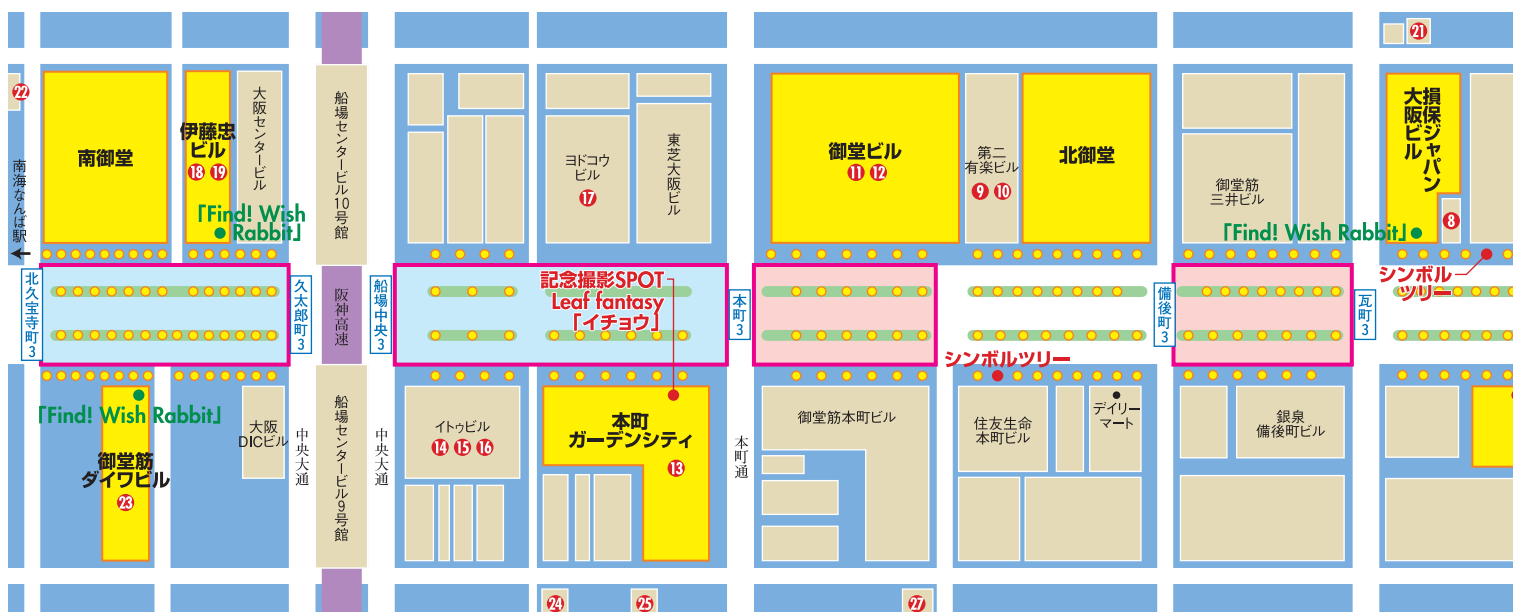 22
南海なんば駅
南御堂
伊藤忠
ビル
18 19
大阪センタービル
「Find! Wish
Rabbit」
船場センタービル10号館
ヨドコウ
ビル
17
東芝大阪ビル
御堂ビル
11 12
第二
有楽ビル
9 10
北御堂
御堂筋
三井ビル
21
損保ジャパン
大阪ビル
8
「Find! Wish Rabbit」
シンボル
ツリー
北久宝寺町3
久太郎町3
阪神高速
船場中央3
記念撮影SPOT
Leaf fantasy
「イチョウ」
本町3
備後町3
瓦町3
シンボルツリー
「Find! Wish Rabbit」
御堂筋
ダイワビル
23
大阪
DICビル
中央大通
船場センタービル9号館
中央大通
イトゥビル
14 15 16
本町
ガーデンシティ
13
本町通
御堂筋本町ビル
住友生命
本町ビル
デイリー
マート
銀泉
備後町ビル
24
25
27